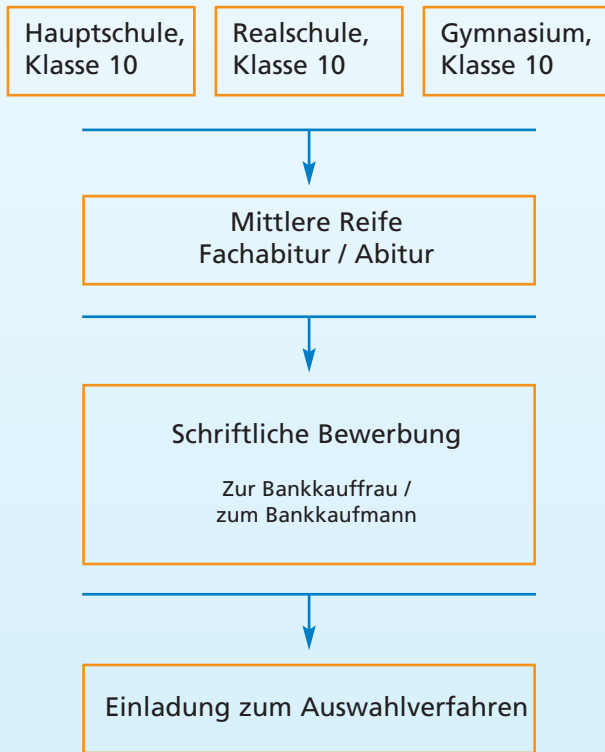 Hauptschule,
Klasse 10
Realschule,
Klasse 10
Gymnasium,
Klasse 10
Mittlere Reife
Fachabitur / Abitur
Schriftliche Bewerbung
Zur Bankkauffrau /
zum Bankkaufmann
Einladung zum Auswahlverfahren